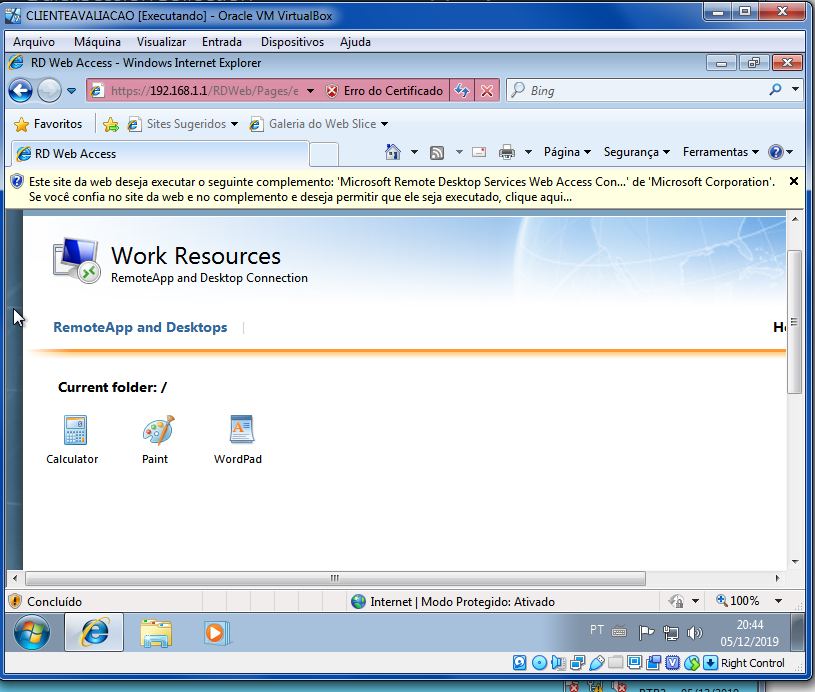 CLIENTEAVALIACAO [Executando] - Oracle VM VirtualBox
Arquivo Máquina Visualizar Entrada Dispositivos Ajuda
RD Web Access - Windows Internet Explorer
https://192.168.1.1/RDWeb/Pages/e Erro do Certificado Bing
Favoritos Sites Sugeridos Galeria do Web Slice
RD Web Access Página Segurança Ferramentas
Este site da web deseja executar o seguinte complemento: 'Microsoft Remote Desktop Services Web Access Con...' de 'Microsoft Corporation'.
Se você confia no site da web e no complemento e deseja permitir que ele seja executado, clique aqui...
Work Resources
RemoteApp and Desktop Connection
RemoteApp and Desktops
Current folder: /
Calculator Paint WordPad
Concluído Internet | Modo Protegido: Ativado 100%
PT 20:44
05/12/2019
Right Control